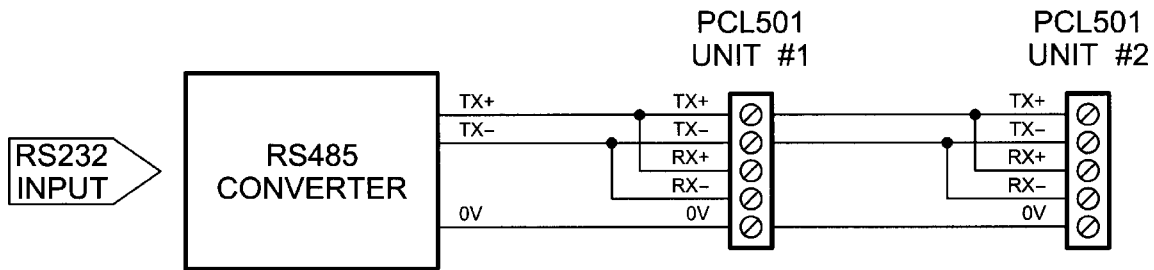 PCL501
UNIT #1
PCL501
UNIT #2
RS232
INPUT
RS485
CONVERTER
TX+
TX−
0V
TX+
TX−
RX+
RX−
0V
TX+
TX−
RX+
RX−
0V